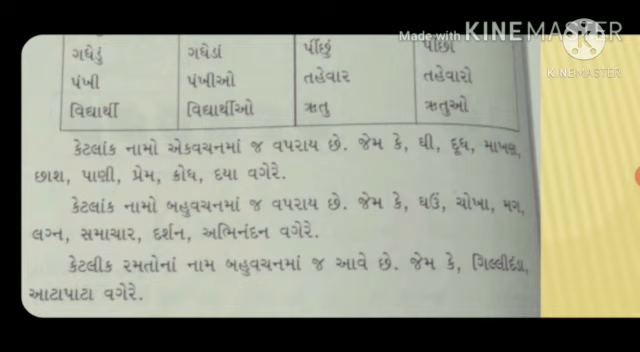 Made with KINEMASTER
KINEMASTER
ગધેડું ગધેડાં પીંછું પીંછાં
પંખી પંખીઓ તહેવાર તહેવારો
વિદ્યાર્થી વિદ્યાર્થીઓ ઋતુ ઋતુઓ
કેટલાંક નામો એકવચનમાં જ વપરાય છે. જેમ કે, ઘી, દૂધ, માખણ,
છાશ, પાણી, પ્રેમ, ક્રોધ, દયા વગેરે.
કેટલાંક નામો બહુવચનમાં જ વપરાય છે. જેમ કે, ઘઉં, ચોખા, મગ,
લગ્ન, સમાચાર, દર્શન, અભિનંદન વગેરે.
કેટલીક રમતોનાં નામ બહુવચનમાં જ આવે છે. જેમ કે, ગિલ્લીદંડા,
આટાપાટા વગેરે.